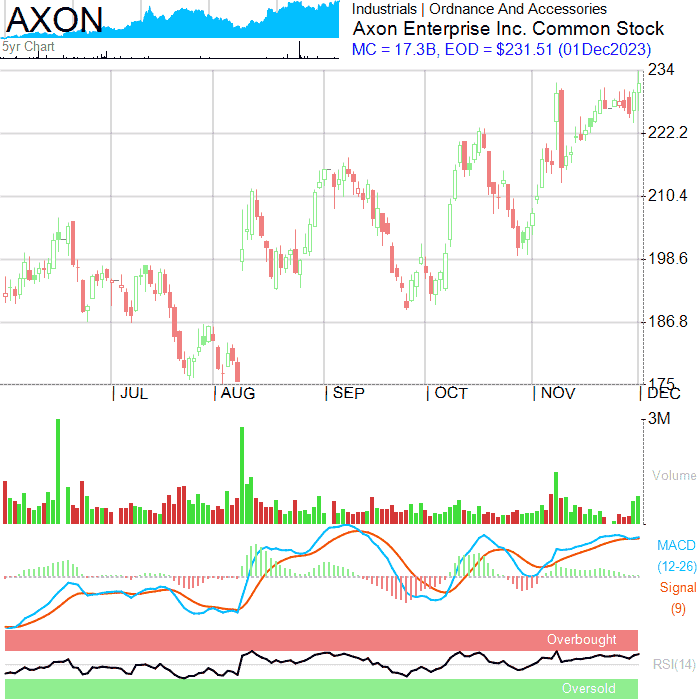 AXON
5yr Chart
Industrials | Ordnance And Accessories
Axon Enterprise Inc. Common Stock
MC = 17.3B, EOD = $231.51 (01Dec2023)
234
222.2
210.4
198.6
186.8
175
| JUL | AUG | SEP | OCT | NOV | DEC
3M
Volume
MACD
(12-26)
Signal
(9)
Overbought
RSI(14)
Oversold